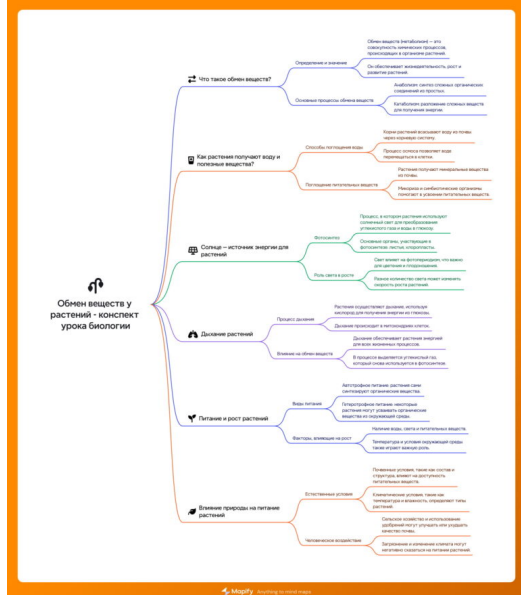 Обмен веществ у
растений - конспект
урока биологии
Что такое обмен веществ?
Определение и значение
Обмен веществ (метаболизм) — это
совокупность химических процессов,
происходящих в организме растений.
Он обеспечивает жизнедеятельность, рост и
развитие растений.
Основные процессы обмена веществ
Анаболизм: синтез сложных органических
соединений из простых.
Катаболизм: разложение сложных веществ
для получения энергии.
Как растения получают воду и
полезные вещества?
Способы поглощения воды
Корни растений всасывают воду из почвы
через корневую систему.
Процесс осмоса позволяет воде
перемещаться в клетки.
Поглощение питательных веществ
Растения получают минеральные вещества
из почвы.
Микориза и симбиотические организмы
помогают в усвоении питательных веществ.
Солнце — источник энергии для
растений
Фотосинтез
Процесс, в котором растения используют
солнечный свет для преобразования
углекислого газа и воды в глюкозу.
Основные органы, участвующие в
фотосинтезе: листья, хлоропласты.
Роль света в росте
Свет влияет на фотопериодизм, что важно
для цветения и плодоношения.
Разное количество света может изменять
скорость роста растений.
Дыхание растений
Процесс дыхания
Растения осуществляют дыхание, используя
кислород для получения энергии из глюкозы.
Дыхание происходит в митохондриях клеток.
Влияние на обмен веществ
Дыхание обеспечивает растения энергией
для всех жизненных процессов.
В процессе выделяется углекислый газ,
который снова используется в фотосинтезе.
Питание и рост растений
Виды питания
Автотрофное питание: растения сами
синтезируют органические вещества.
Гетеротрофное питание: некоторые
растения могут усваивать органические
вещества из окружающей среды.
Факторы, влияющие на рост
Наличие воды, света и питательных веществ.
Температура и условия окружающей среды
также играют важную роль.
Влияние природы на питание
растений
Естественные условия
Почвенные условия, такие как состав и
структура, влияют на доступность
питательных веществ.
Климатические условия, такие как
температура и влажность, определяют типы
растений.
Человеческое воздействие
Сельское хозяйство и использование
удобрений могут улучшать или ухудшать
качество почвы.
Загрязнение и изменение климата могут
негативно сказаться на питании растений.
Mapify Anything to mind maps